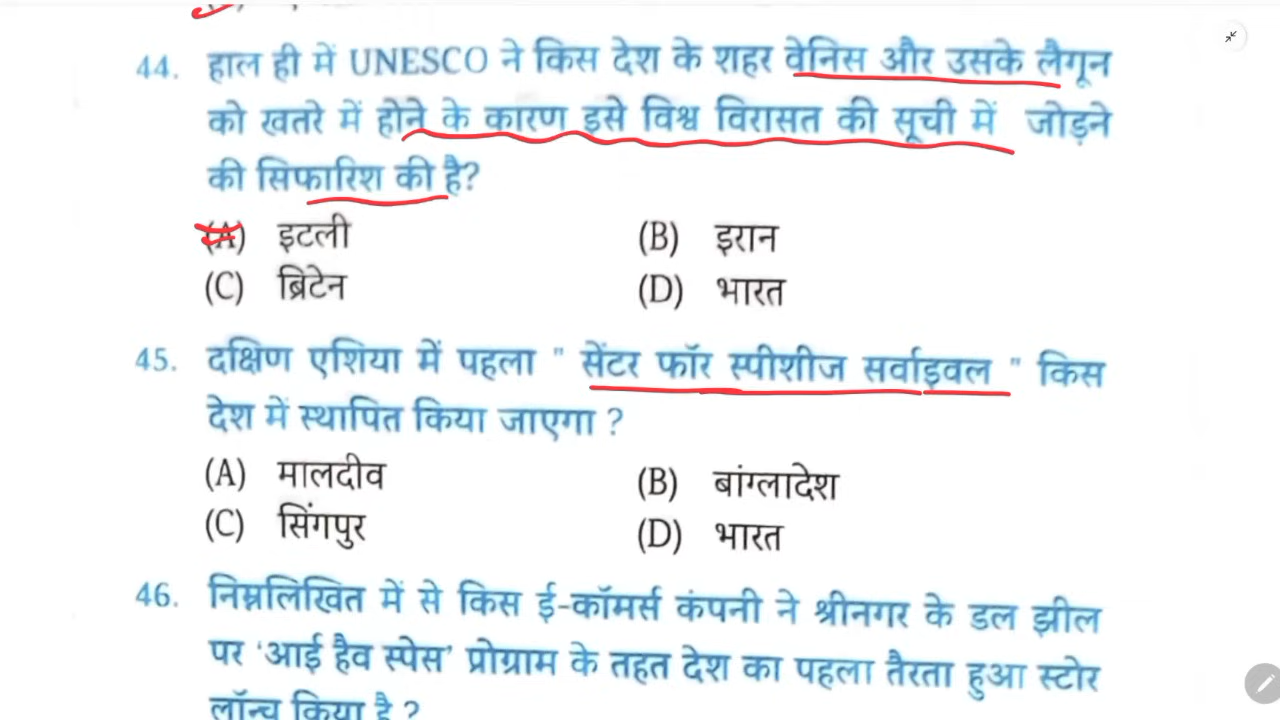 44. हाल ही में UNESCO ने किस देश के शहर वेनिस और उसके लैगून
को खतरे में होने के कारण इसे विश्व विरासत की सूची में जोड़ने
की सिफारिश की है?
(A) इटली (B) इरान
(C) ब्रिटेन (D) भारत
45. दक्षिण एशिया में पहला " सेंटर फॉर स्पीशीज सर्वाइवल " किस
देश में स्थापित किया जाएगा ?
(A) मालदीव (B) बांग्लादेश
(C) सिंगपुर (D) भारत
46. निम्नलिखित में से किस ई-कॉमर्स कंपनी ने श्रीनगर के डल झील
पर ‘आई हैव स्पेस’ प्रोग्राम के तहत देश का पहला तैरता हुआ स्टोर
लॉन्च किया है ?